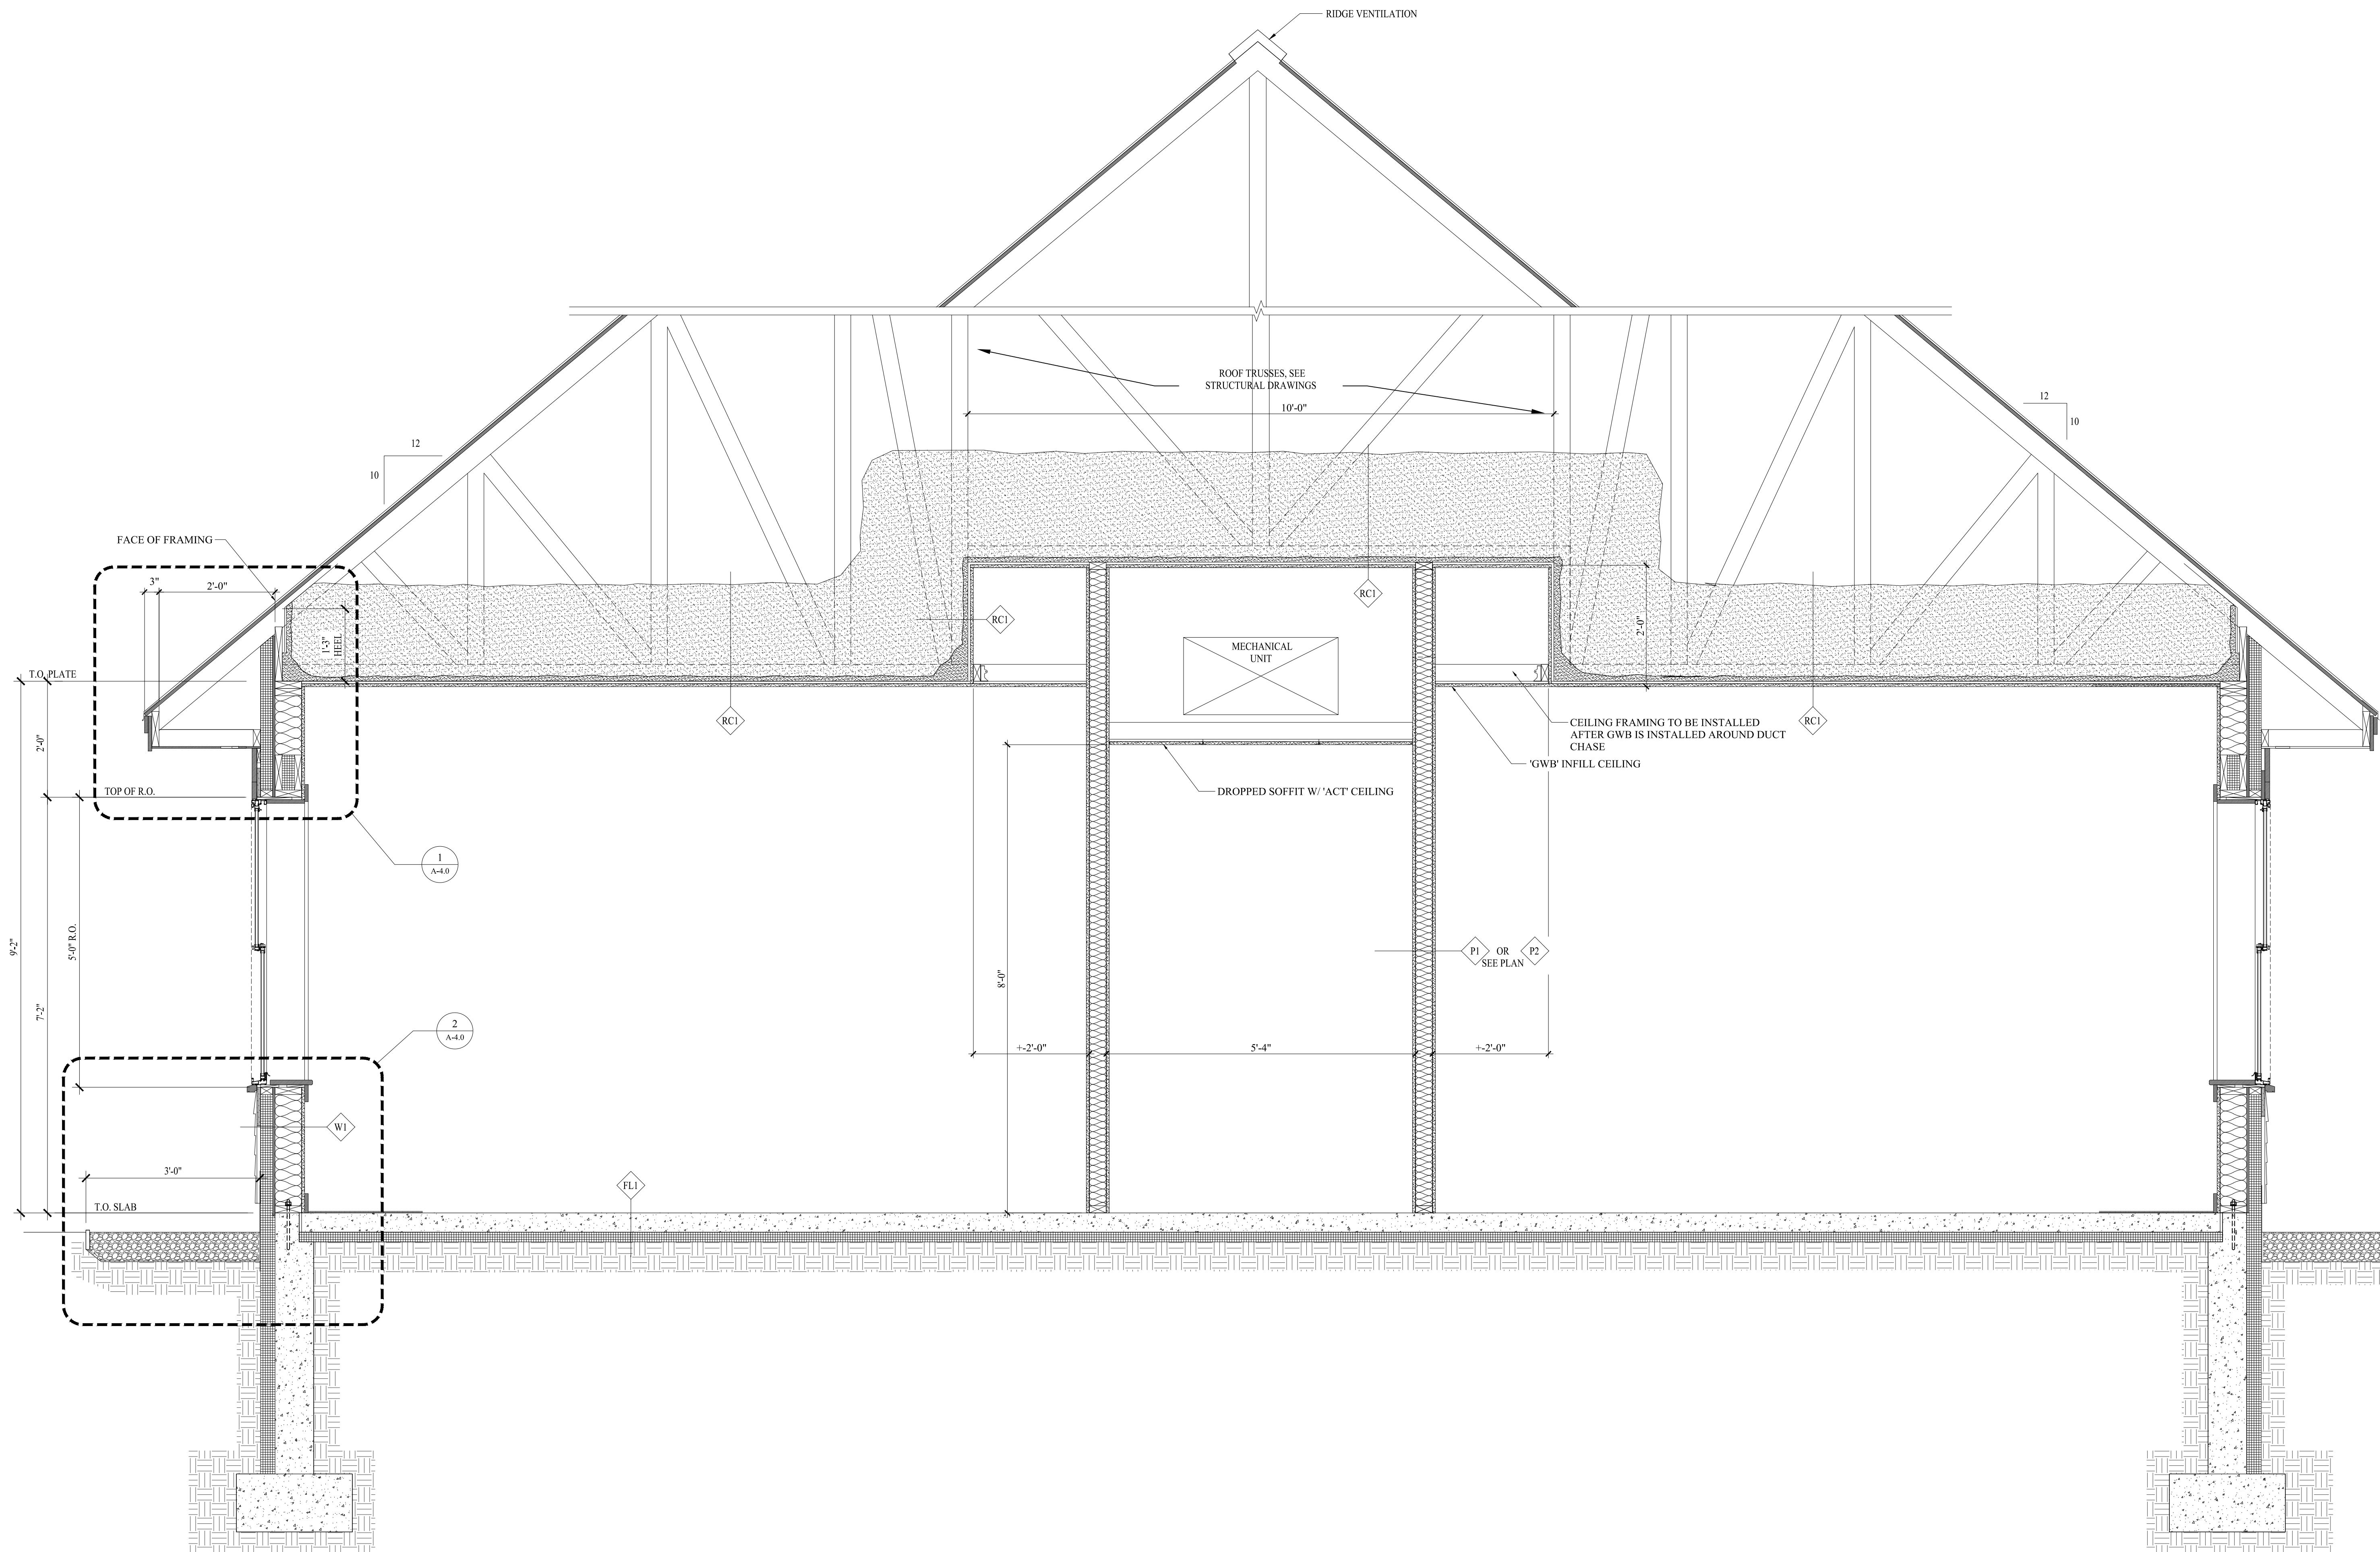 RIDGE VENTILATION
ROOF TRUSSES, SEE
STRUCTURAL DRAWINGS
10'-0"
12
10
12
10
FACE OF FRAMING
3"
2'-0"
1'-3"
HEEL
RC1
RC1
2'-0"
MECHANICAL
UNIT
T.O. PLATE
RC1
RC1
CEILING FRAMING TO BE INSTALLED
AFTER GWB IS INSTALLED AROUND DUCT
CHASE
'GWB' INFILL CEILING
DROPPED SOFFIT W/ 'ACT' CEILING
2'-0"
TOP OF R.O.
1
A-4.0
9'-2"
7'-2"
5'-0" R.O.
8'-0"
P1 OR P2
SEE PLAN
2
A-4.0
+-2'-0"
5'-4"
+-2'-0"
W1
3'-0"
FL1
T.O. SLAB